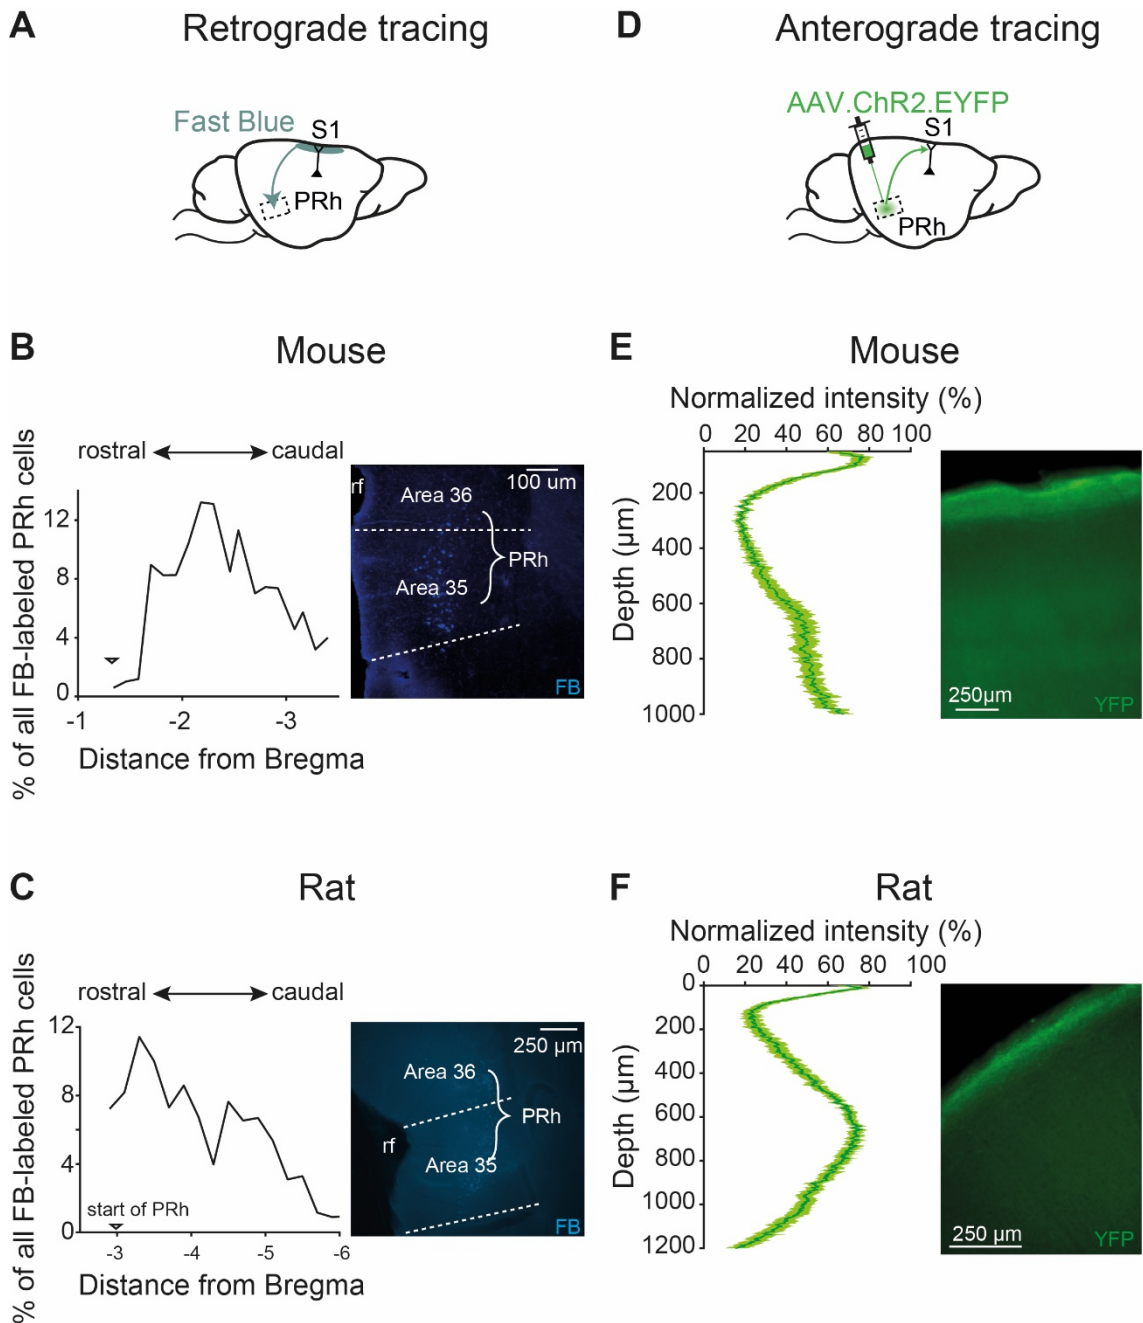 A
Retrograde tracing
Fast Blue
S1
PRh
B
Mouse
rostral
caudal
% of all FB-labeled PRh cells
12
8
4
0
-1
-2
-3
Distance from Bregma
rf
Area 36
100 um
PRh
Area 35
FB
C
Rat
rostral
caudal
% of all FB-labeled PRh cells
12
8
4
0
start of PRh
-3
-4
-5
-6
Distance from Bregma
250 µm
Area 36
PRh
rf
Area 35
FB
D
Anterograde tracing
AAV.ChR2.EYFP
S1
PRh
E
Mouse
Normalized intensity (%)
0 20 40 60 80 100
Depth (µm)
200
400
600
800
1000
250µm
YFP
F
Rat
Normalized intensity (%)
0 20 40 60 80 100
Depth (µm)
0
200
400
600
800
1000
1200
250 µm
YFP